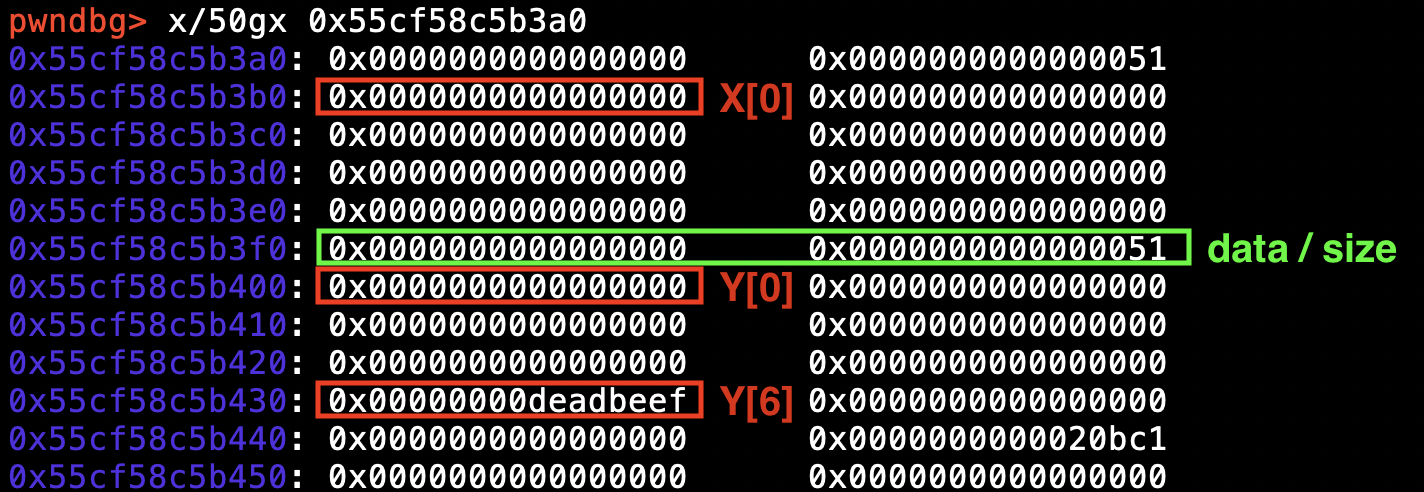 pwndbg> x/50gx 0x55cf58c5b3a0
0x55cf58c5b3a0: 0x0000000000000000 0x0000000000000051
0x55cf58c5b3b0: 0x0000000000000000 X[0] 0x0000000000000000
0x55cf58c5b3c0: 0x0000000000000000 0x0000000000000000
0x55cf58c5b3d0: 0x0000000000000000 0x0000000000000000
0x55cf58c5b3e0: 0x0000000000000000 0x0000000000000000
0x55cf58c5b3f0: 0x0000000000000000 0x0000000000000051 data / size
0x55cf58c5b400: 0x0000000000000000 Y[0] 0x0000000000000000
0x55cf58c5b410: 0x0000000000000000 0x0000000000000000
0x55cf58c5b420: 0x0000000000000000 0x0000000000000000
0x55cf58c5b430: 0x00000000deadbeef Y[6] 0x0000000000000000
0x55cf58c5b440: 0x0000000000000000 0x0000000000020bc1
0x55cf58c5b450: 0x0000000000000000 0x0000000000000000